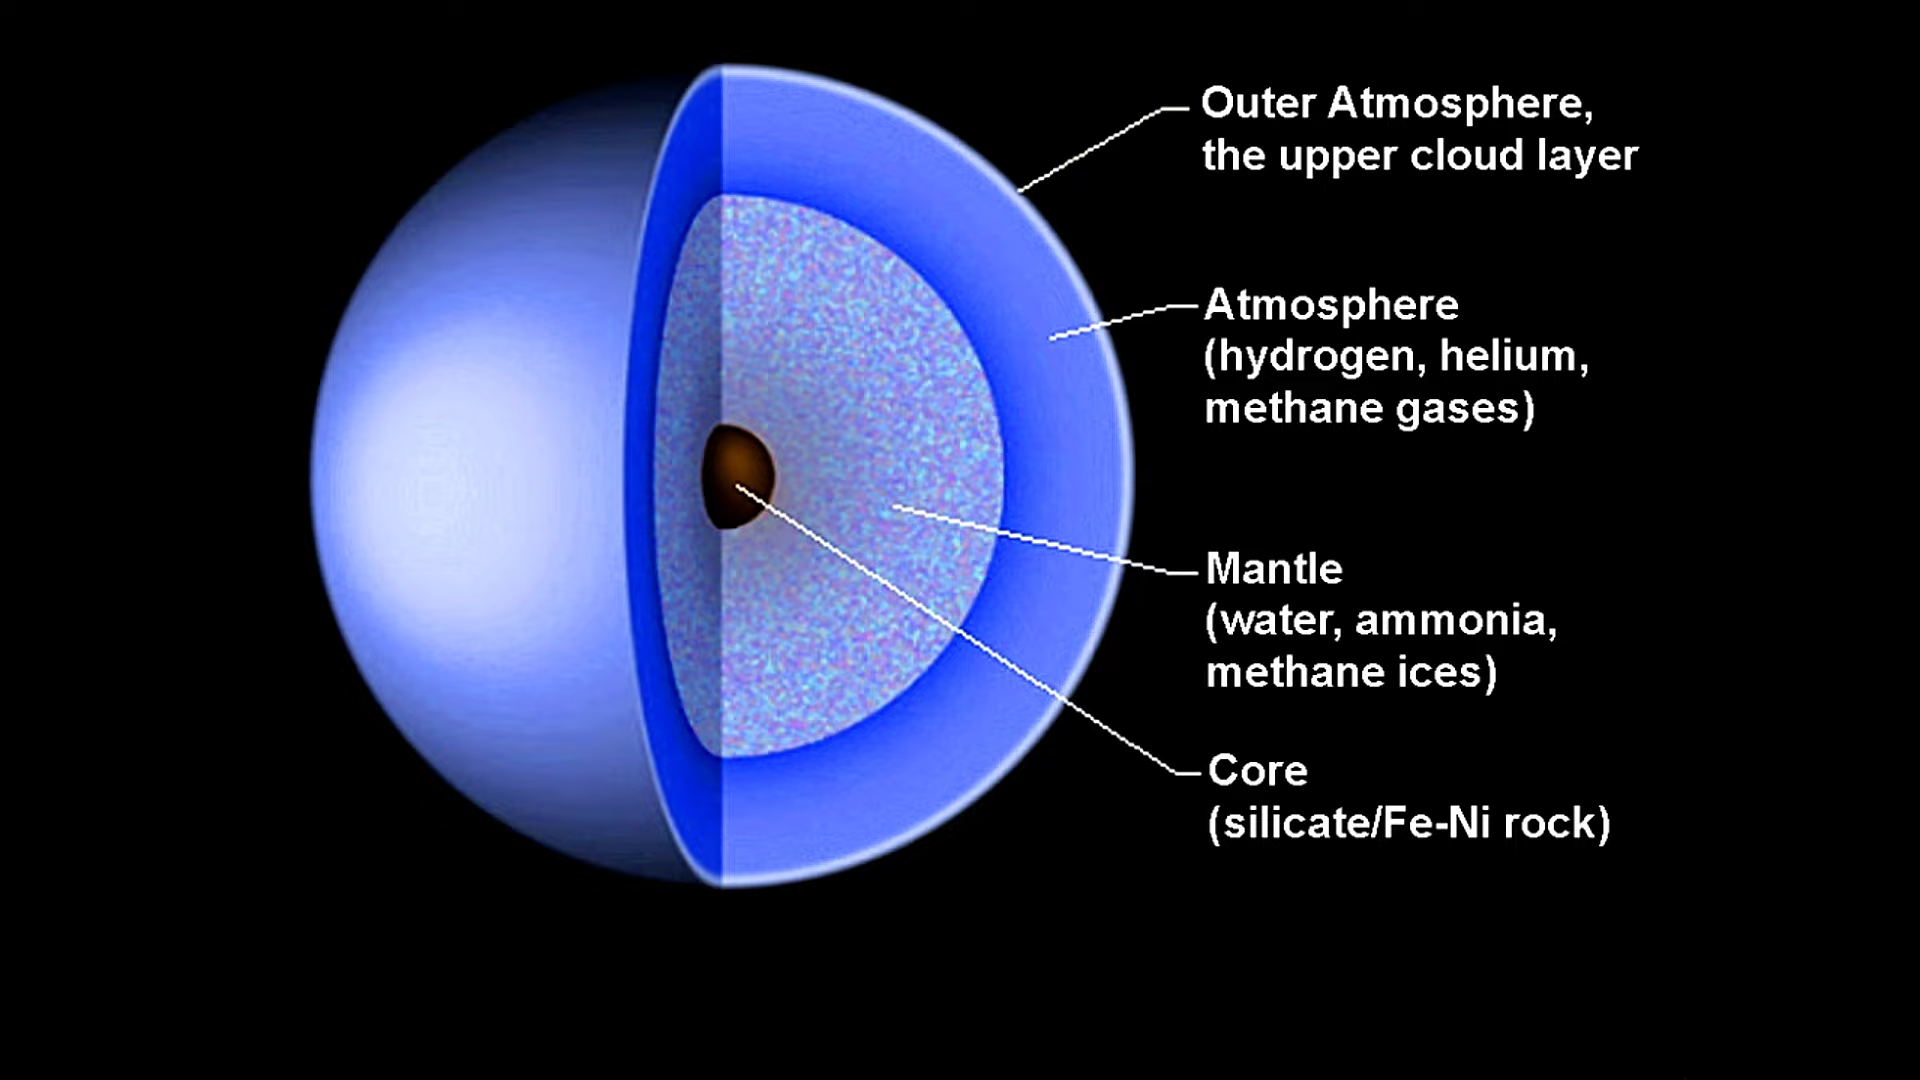 Outer Atmosphere,
the upper cloud layer
Atmosphere
(hydrogen, helium,
methane gases)
Mantle
(water, ammonia,
methane ices)
Core
(silicate/Fe-Ni rock)